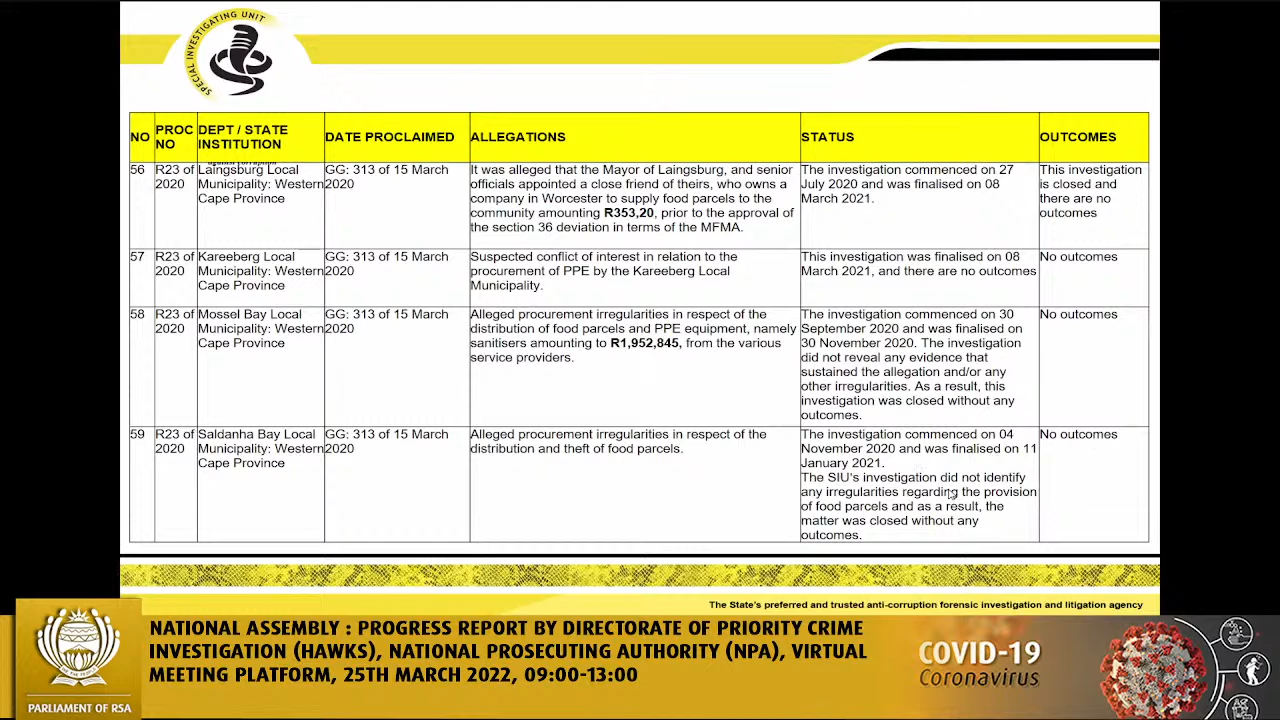 SPECIAL INVESTIGATING UNIT
NO
PROC NO
DEPT / STATE INSTITUTION
DATE PROCLAIMED
ALLEGATIONS
STATUS
OUTCOMES
against corruption
56
R23 of
2020
Laingsburg Local
Municipality: Western
Cape Province
GG: 313 of 15 March
2020
It was alleged that the Mayor of Laingsburg, and senior
officials appointed a close friend of theirs, who owns a
company in Worcester to supply food parcels to the
community amounting R353,20, prior to the approval of
the section 36 deviation in terms of the MFMA.
The investigation commenced on 27
July 2020 and was finalised on 08
March 2021.
This investigation
is closed and
there are no
outcomes
57
R23 of
2020
Kareeberg Local
Municipality: Western
Cape Province
GG: 313 of 15 March
2020
Suspected conflict of interest in relation to the
procurement of PPE by the Kareeberg Local
Municipality.
This investigation was finalised on 08
March 2021, and there are no outcomes
No outcomes
58
R23 of
2020
Mossel Bay Local
Municipality: Western
Cape Province
GG: 313 of 15 March
2020
Alleged procurement irregularities in respect of the
distribution of food parcels and PPE equipment, namely
sanitisers amounting to R1,952,845, from the various
service providers.
The investigation commenced on 30
September 2020 and was finalised on
30 November 2020. The investigation
did not reveal any evidence that
sustained the allegation and/or any
other irregularities. As a result, this
investigation was closed without any
outcomes.
No outcomes
59
R23 of
2020
Saldanha Bay Local
Municipality: Western
Cape Province
GG: 313 of 15 March
2020
Alleged procurement irregularities in respect of the
distribution and theft of food parcels.
The investigation commenced on 04
November 2020 and was finalised on 11
January 2021.
The SIU's investigation did not identify
any irregularities regarding the provision
of food parcels and as a result, the
matter was closed without any
outcomes.
No outcomes
The State's preferred and trusted anti-corruption forensic investigation and litigation agency
PARLIAMENT OF RSA
NATIONAL ASSEMBLY : PROGRESS REPORT BY DIRECTORATE OF PRIORITY CRIME
INVESTIGATION (HAWKS), NATIONAL PROSECUTING AUTHORITY (NPA), VIRTUAL
MEETING PLATFORM, 25TH MARCH 2022, 09:00-13:00
COVID-19
Coronavirus